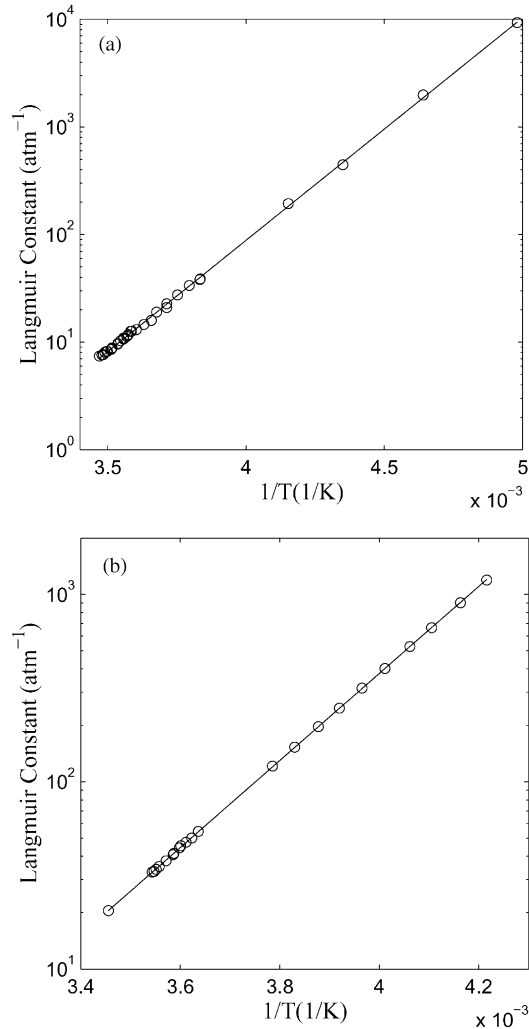 10⁴
(a)
10³
10²
10¹
10⁰
Langmuir Constant (atm⁻¹)
3.5 4 4.5 5
1/T(1/K)
x 10⁻³
(b)
10³
10²
10¹
Langmuir Constant (atm⁻¹)
3.4 3.6 3.8 4 4.2
1/T(1/K)
x 10⁻³